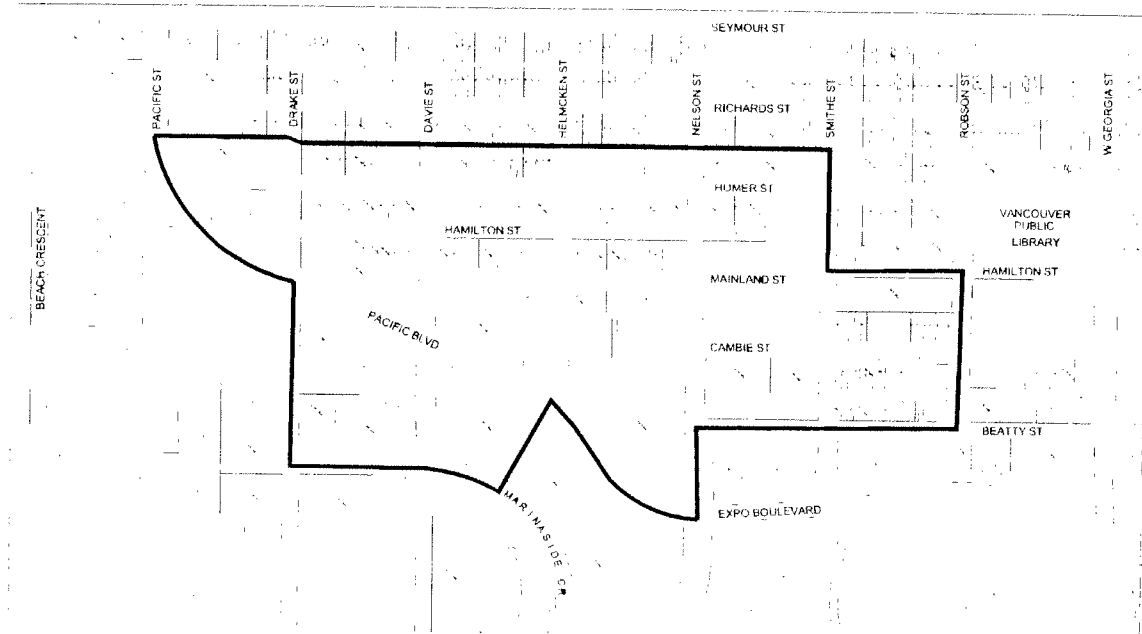 SEYMOUR ST
PACIFIC ST
DRAKE ST
DAVIE ST
HELMCKEN ST
NELSON ST
RICHARDS ST
SMITHE ST
ROBSON ST
W GEORGIA ST
HOMER ST
BEACH CRESCENT
HAMILTON ST
VANCOUVER
PUBLIC
LIBRARY
MAINLAND ST
HAMILTON ST
PACIFIC BLVD
CAMBIE ST
BEATTY ST
MARINASIDE CR
EXPO BOULEVARD